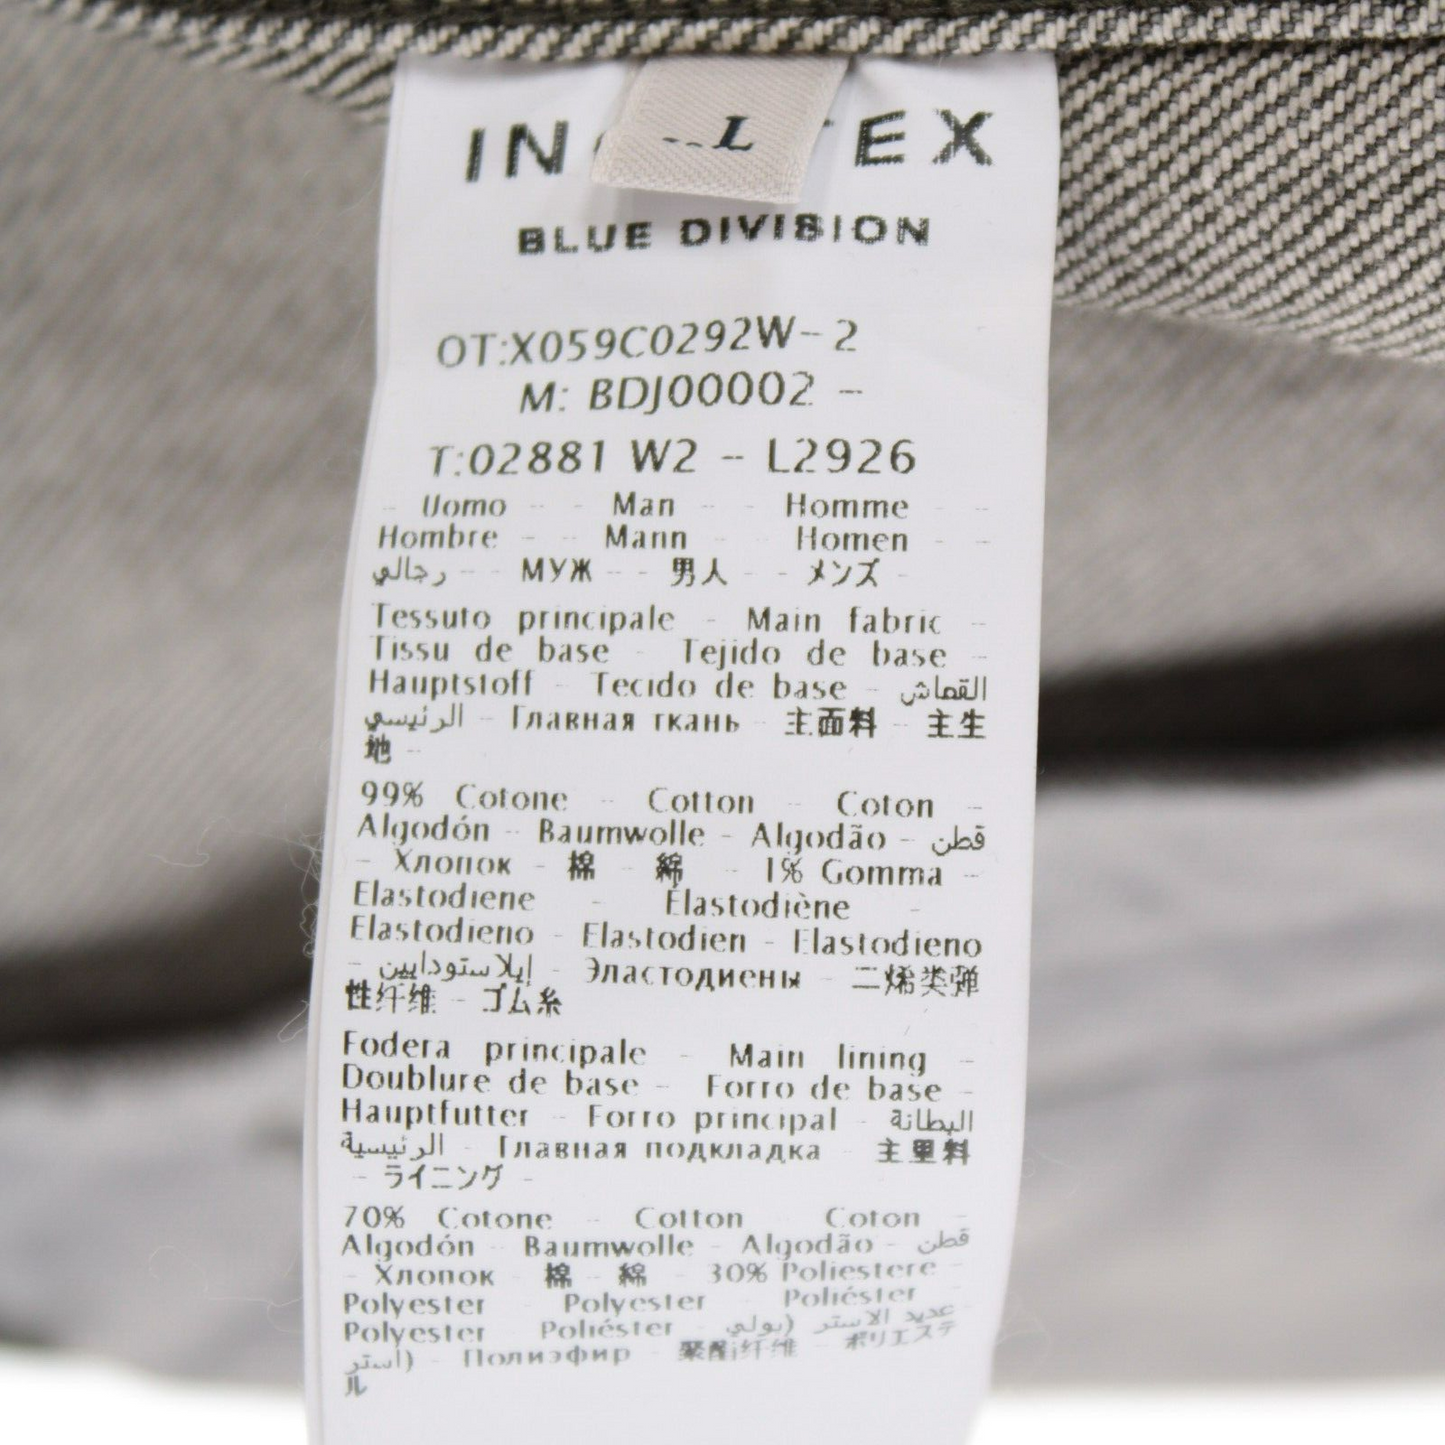 IN TEX
L
BLUE DIVISION
OT:X059C0292W-2
M: BDJ00002 -
T:02881 W2 - L2926
- Uomo - - Man - - Homme - -
Hombre - - Mann - - Homen - -
رجالي - - МУЖ - - 男人 - - メンズ -
Tessuto principale - Main fabric -
Tissu de base - Tejido de base -
Hauptstoff - Tecido de base - القماش
الرئيسي - Главная ткань - 主面料 - 主生
地 -
99% Cotone - Cotton - Coton -
Algodón - Baumwolle - Algodão - قطن
- Хлопок - 棉 - 綿 - 1% Gomma -
Elastodiene - Élastodiène -
Elastodieno - Elastodien - Elastodieno
- إيلاستودايين - Эластодиены - 二烯类弹
性纤维 - ゴム糸
Fodera principale - Main lining -
Doublure de base - Forro de base -
Hauptfutter - Forro principal - البطانة
الرئيسية - Главная подкладка - 主里料
- ライニング -
70% Cotone - Cotton - Coton -
Algodón - Baumwolle - Algodão - قطن
- Хлопок - 棉 - 綿 - 30% Poliestere -
Polyester - Polyester - Poliéster -
Polyester - Poliéster - عديد الاستر (بولي
استر) - Полиэфир - 聚酯纤维 - ポリエステ
ル